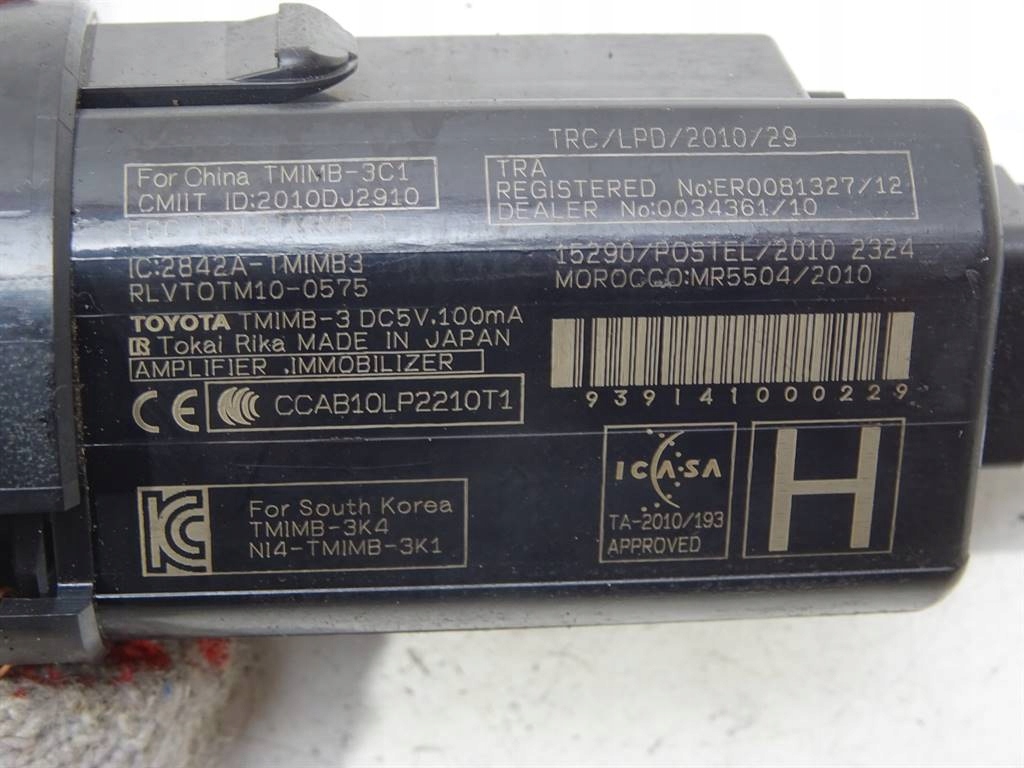 For China TMIMB-3C1
CMIIT ID:2010DJ2910
IC:2842A-TMIMB3
RLVTOTM10-0575
TOYOTA TMIMB-3 DC5V.100mA
Tokai Rika MADE IN JAPAN
AMPLIFIER .IMMOBILIZER
CE CCC CCAB10LP2210T1
KC
For South Korea
TMIMB-3K4
NI4-TMIMB-3K1
TRC/LPD/2010/29
TRA
REGISTERED No:ER0081327/12
DEALER No:0034361/10
15290/POSTEL/2010 2324
MOROCCO:MR5504/2010
939141000229
ICASA
TA-2010/193
APPROVED
H